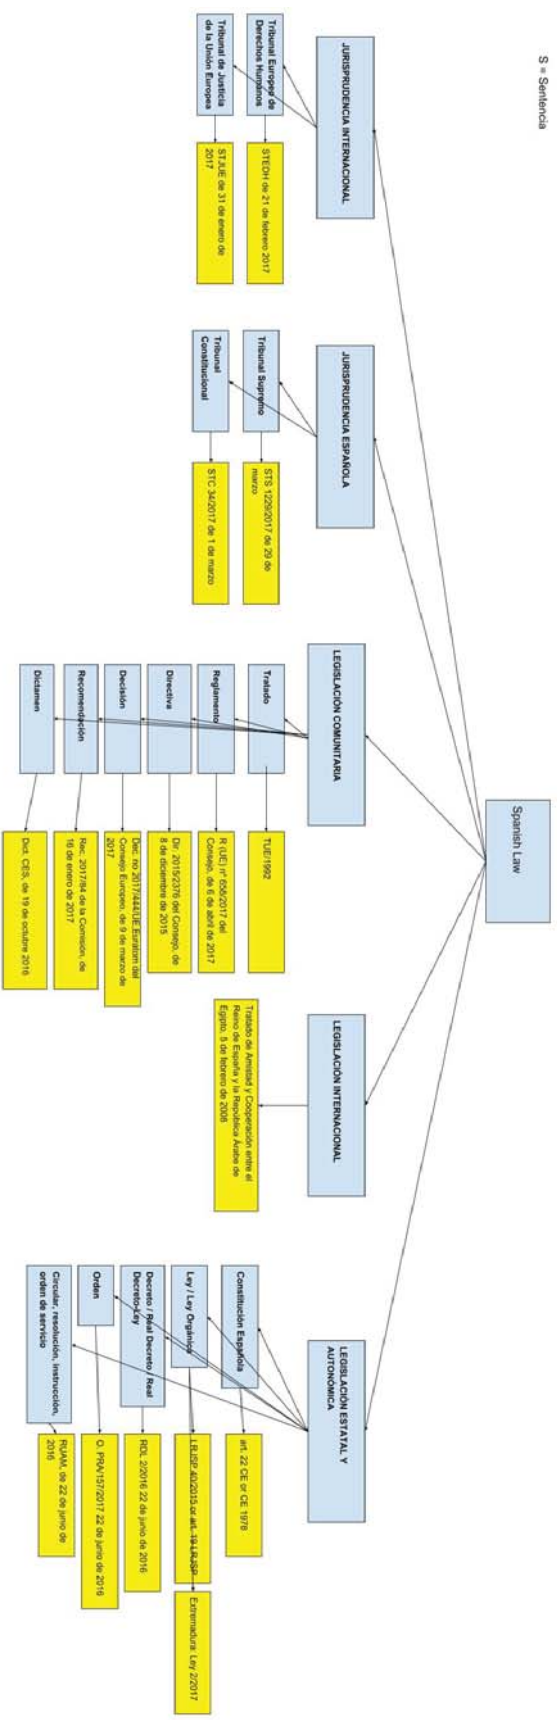 S = Sentencia
Spanish Law
JURISPRUDENCIA INTERNACIONAL
Tribunal Europeo de
Derechos Humanos
STEDH de 21 de febrero 2017
Tribunal de Justicia
de la Unión Europea
STJUE de 31 de enero de
2017
JURISPRUDENCIA ESPAÑOLA
Tribunal Supremo
STS 1229/2017 de 29 de
marzo
Tribunal
Constitucional
STC 34/2017 de 1 de marzo
LEGISLACIÓN COMUNITARIA
Tratado
TUE/1992
Reglamento
R (UE) nº 656/2017 del
Consejo, de 6 de abril de 2017
Directiva
Dir. 2015/2376 del Consejo, de
8 de diciembre de 2015
Decisión
Dec. no 2017/444/UE,Euratom del
Consejo Europeo, de 9 de marzo de
2017
Recomendación
Rec. 2017/84 de la Comisión, de
16 de enero de 2017
Dictamen
Dict. CES, de 19 de octubre 2016
LEGISLACIÓN INTERNACIONAL
Tratado de Amistad y Cooperación entre el
Reino de España y la República Árabe de
Egipto, 5 de febrero de 2008
LEGISLACIÓN ESTATAL Y
AUTONÓMICA
Constitución Española
art. 22 CE or CE 1978
Ley / Ley Orgánica
LRJSP 40/2015 or art. 19 LRJSP
Extremadura: Ley 2/2017
Decreto / Real Decreto / Real
Decreto-Ley
RDL 2/2016 22 de junio de 2016
Orden
O. PRA/157/2017 22 de junio de 2016
Circular, resolución, instrucción,
orden de servicio
RUAM, de 22 de junio de
2016